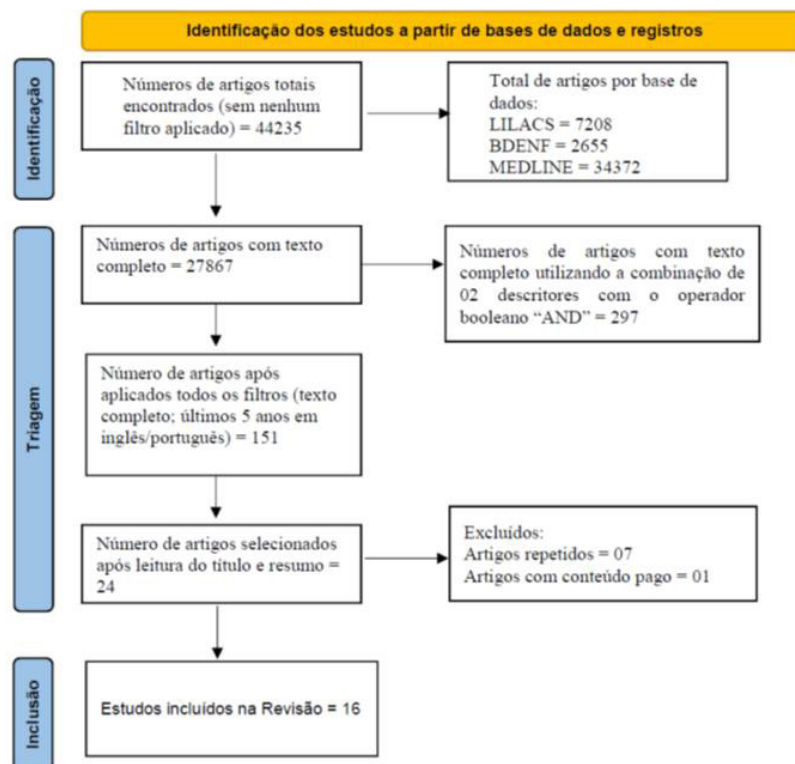 Identificação dos estudos a partir de bases de dados e registros
Identificação
Números de artigos totais
encontrados (sem nenhum
filtro aplicado) = 44235
Total de artigos por base de
dados:
LILACS = 7208
BDENF = 2655
MEDLINE = 34372
Triagem
Números de artigos com texto
completo = 27867
Números de artigos com texto
completo utilizando a combinação de
02 descritores com o operador
booleano “AND” = 297
Número de artigos após
aplicados todos os filtros (texto
completo; últimos 5 anos em
inglês/português) = 151
Número de artigos selecionados
após leitura do título e resumo =
24
Excluídos:
Artigos repetidos = 07
Artigos com conteúdo pago = 01
Inclusão
Estudos incluídos na Revisão = 16